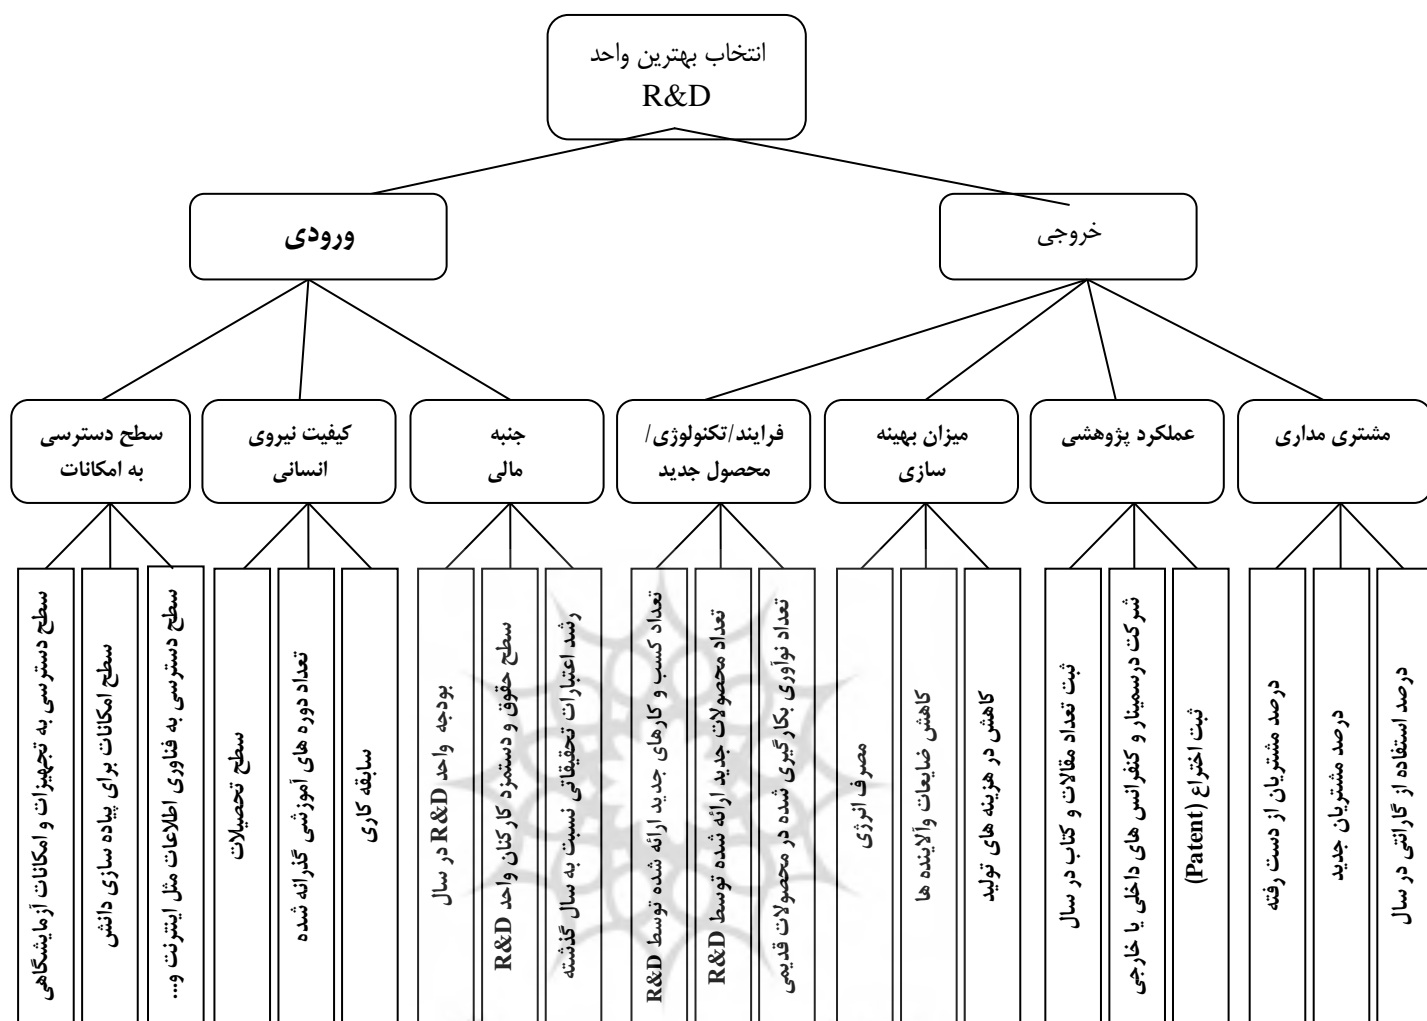 انتخاب بهترین واحد
R&D
خروجی
ورودی
مشتری مداری
عملکرد پژوهشی
میزان بهینه
سازی
فرایند/تکنولوژی/
محصول جدید
جنبه
مالی
کیفیت نیروی
انسانی
سطح دسترسی
به امکانات
درصد استفاده از گارانتی در سال
درصد مشتریان جدید
درصد مشتریان از دست رفته
ثبت اختراع (Patent)
شرکت درسمینار و کنفرانس های داخلی یا خارجی
ثبت تعداد مقالات و کتاب در سال
کاهش در هزینه های تولید
کاهش ضایعات وآلاینده ها
مصرف انرژی
تعداد نوآوری بکارگیری شده در محصولات قدیمی
تعداد محصولات جدید ارائه شده توسط R&D
تعداد کسب و کارهای جدید ارائه شده توسط R&D
رشد اعتبارات تحقیقاتی نسبت به سال گذشته
سطح حقوق و دستمزد کارکنان واحد R&D
بودجه واحد R&D در سال
سابقه کاری
تعداد دوره های آموزشی گذرانه شده
سطح تحصیلات
سطح دسترسی به فناوری اطلاعات مثل اینترنت و...
سطح امکانات برای پیاده سازی دانش
سطح دسترسی به تجهیزات و امکانات آزمایشگاهی